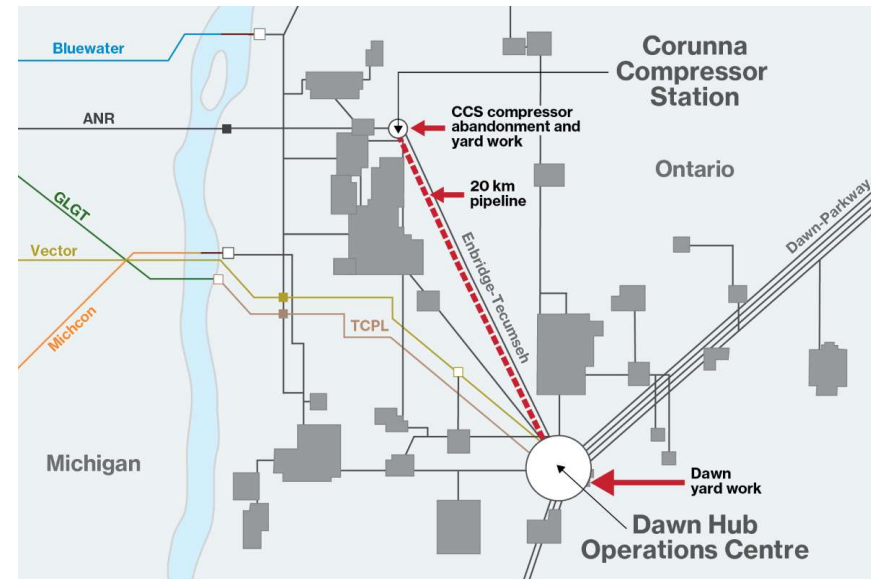 Bluewater
Corunna
Compressor
Station
ANR
CCS compressor
abandonment and
yard work
Ontario
20 km
pipeline
GLGT
Dawn-Parkway
Vector
Enbridge-Tecumseh
Michcon
TCPL
Michigan
Dawn
yard work
Dawn Hub
Operations Centre